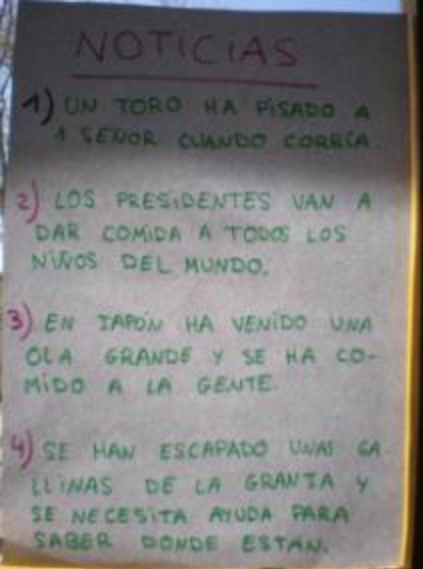 NOTICIAS
1) UN TORO HA PISADO A
1 SEÑOR CUANDO CORRÍA.
2) LOS PRESIDENTES VAN A
DAR COMIDA A TODOS LOS
NIÑOS DEL MUNDO.
3) EN JAPÓN HA VENIDO UNA
OLA GRANDE Y SE HA CO-
MIDO A LA GENTE.
4) SE HAN ESCAPADO UNAS GA
LLINAS DE LA GRANJA Y
SE NECESITA AYUDA PARA
SABER DONDE ESTAN.